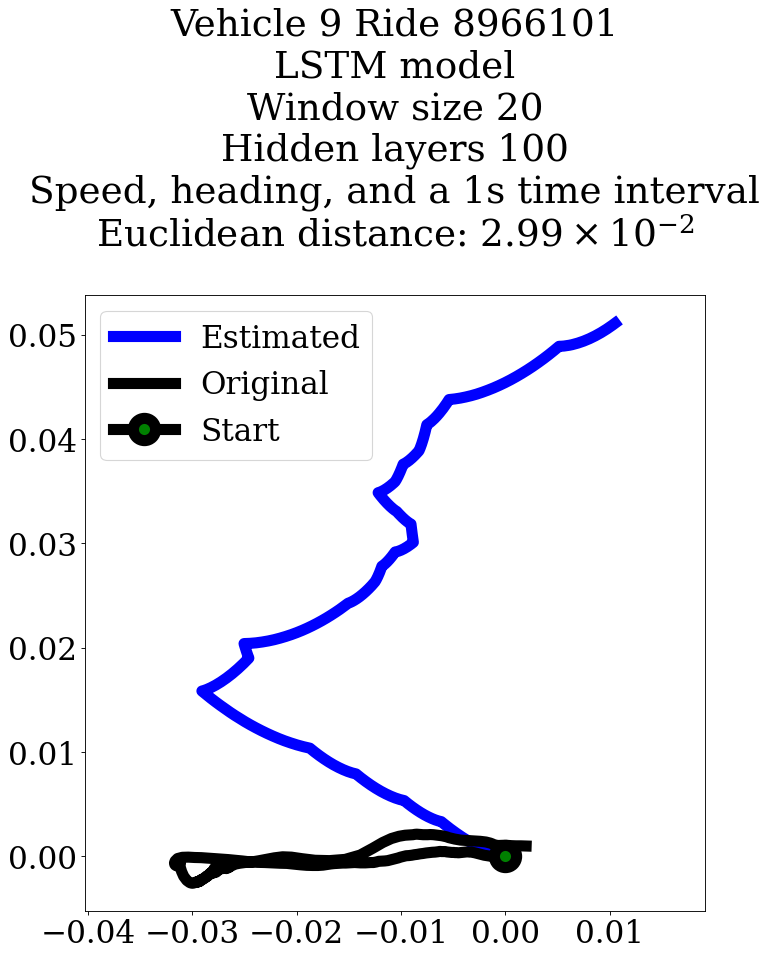 Vehicle 9 Ride 8966101
LSTM model
Window size 20
Hidden layers 100
Speed, heading, and a 1s time interval
Euclidean distance: 2.99 × 10⁻²
Estimated
Original
Start
0.05
0.04
0.03
0.02
0.01
0.00
−0.04 −0.03 −0.02 −0.01 0.00 0.01